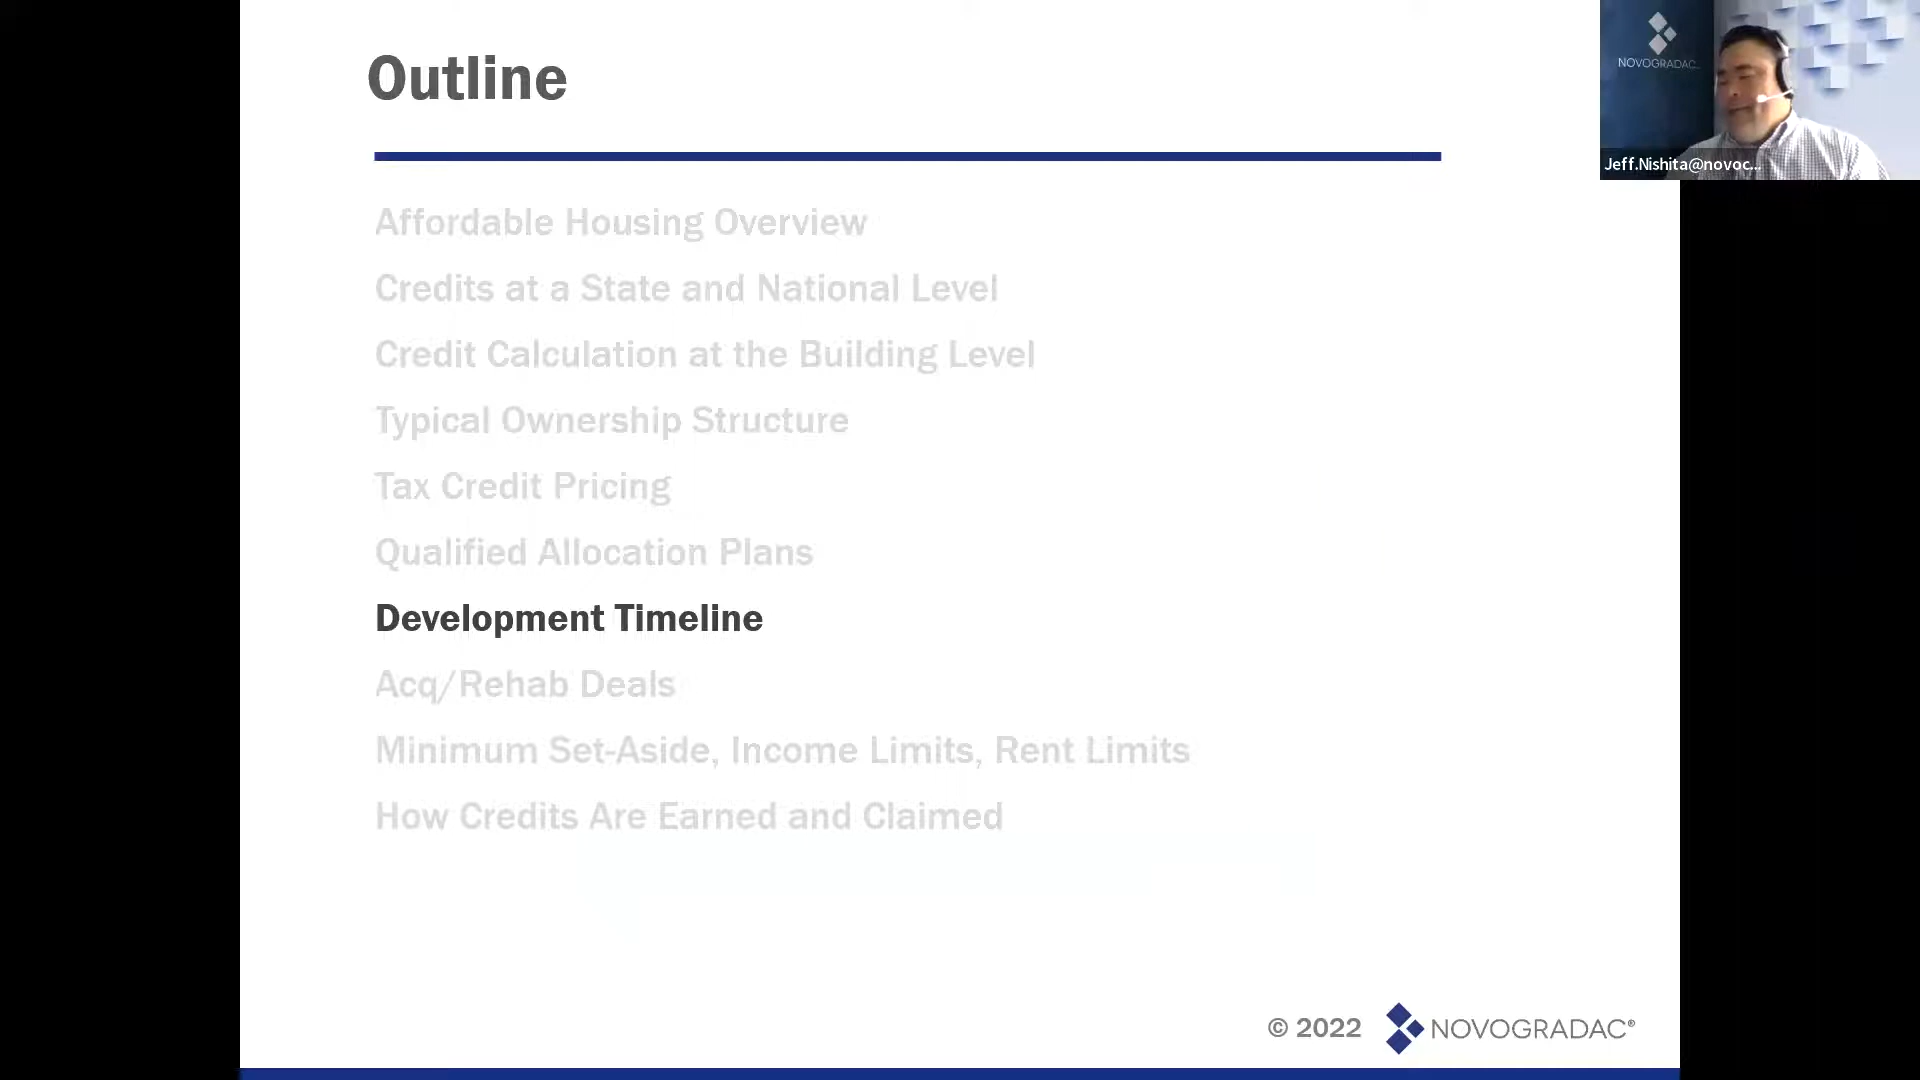 Outline
Affordable Housing Overview
Credits at a State and National Level
Credit Calculation at the Building Level
Typical Ownership Structure
Tax Credit Pricing
Qualified Allocation Plans
Development Timeline
Acq/Rehab Deals
Minimum Set-Aside, Income Limits, Rent Limits
How Credits Are Earned and Claimed
© 2022 NOVOGRADAC®
NOVOGRADAC
Jeff.Nishita@novoc...